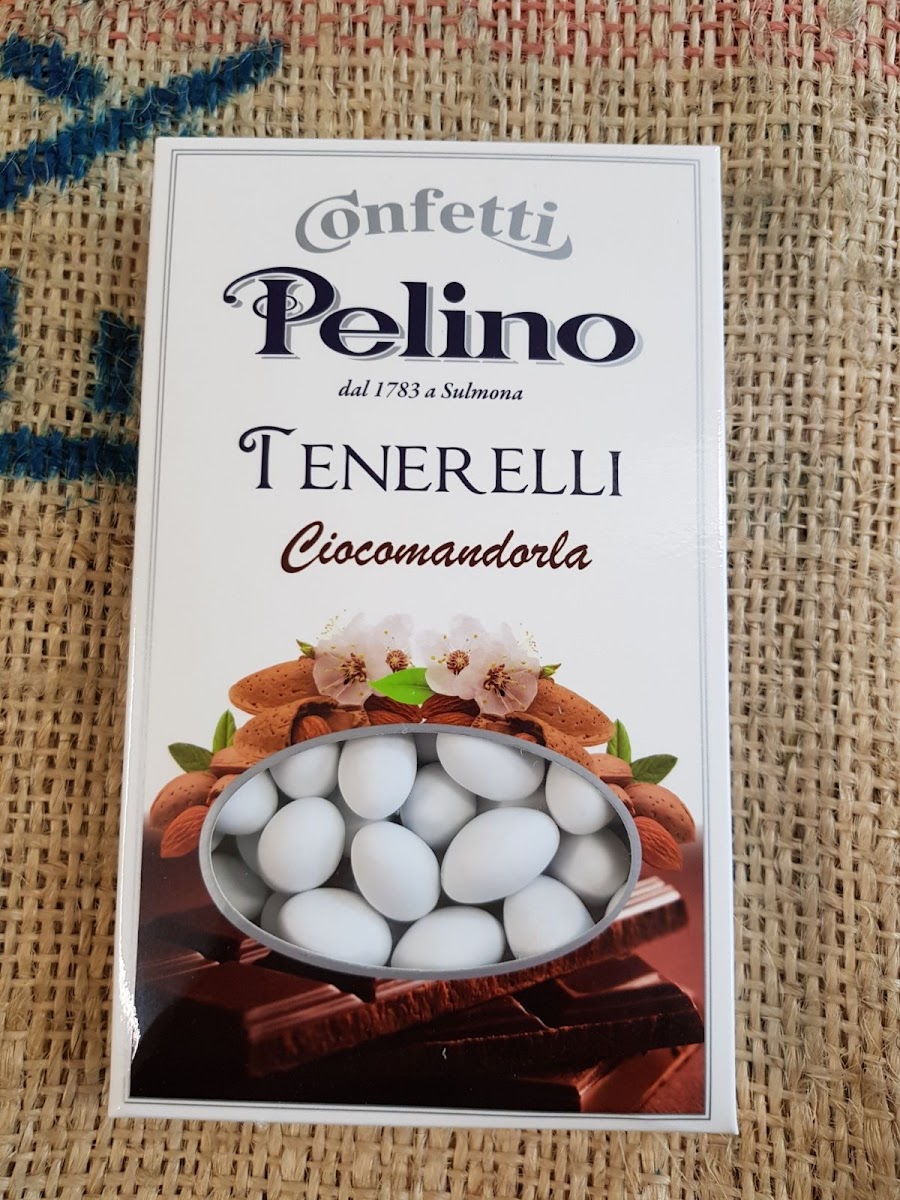 Confetti
Pelino
dal 1783 a Sulmona
TENERELLI
Ciocomandorla